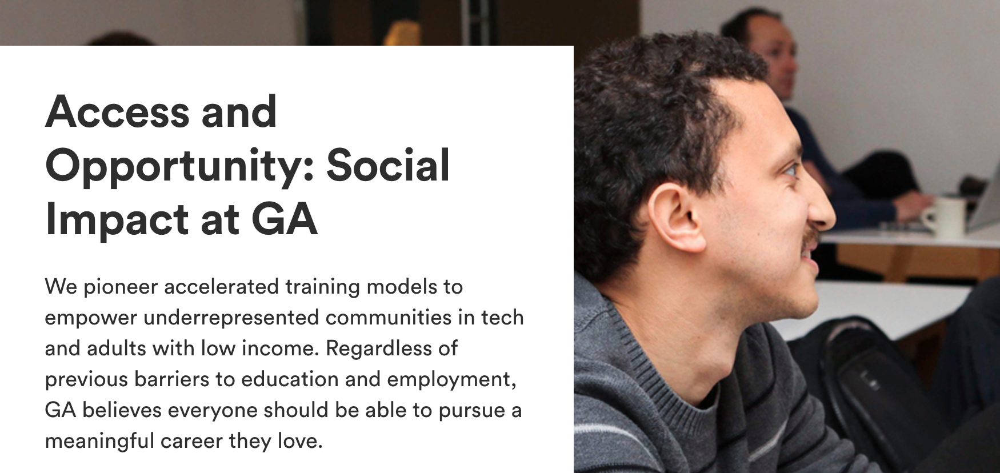 Access and
Opportunity: Social
Impact at GA
We pioneer accelerated training models to
empower underrepresented communities in tech
and adults with low income. Regardless of
previous barriers to education and employment,
GA believes everyone should be able to pursue a
meaningful career they love.